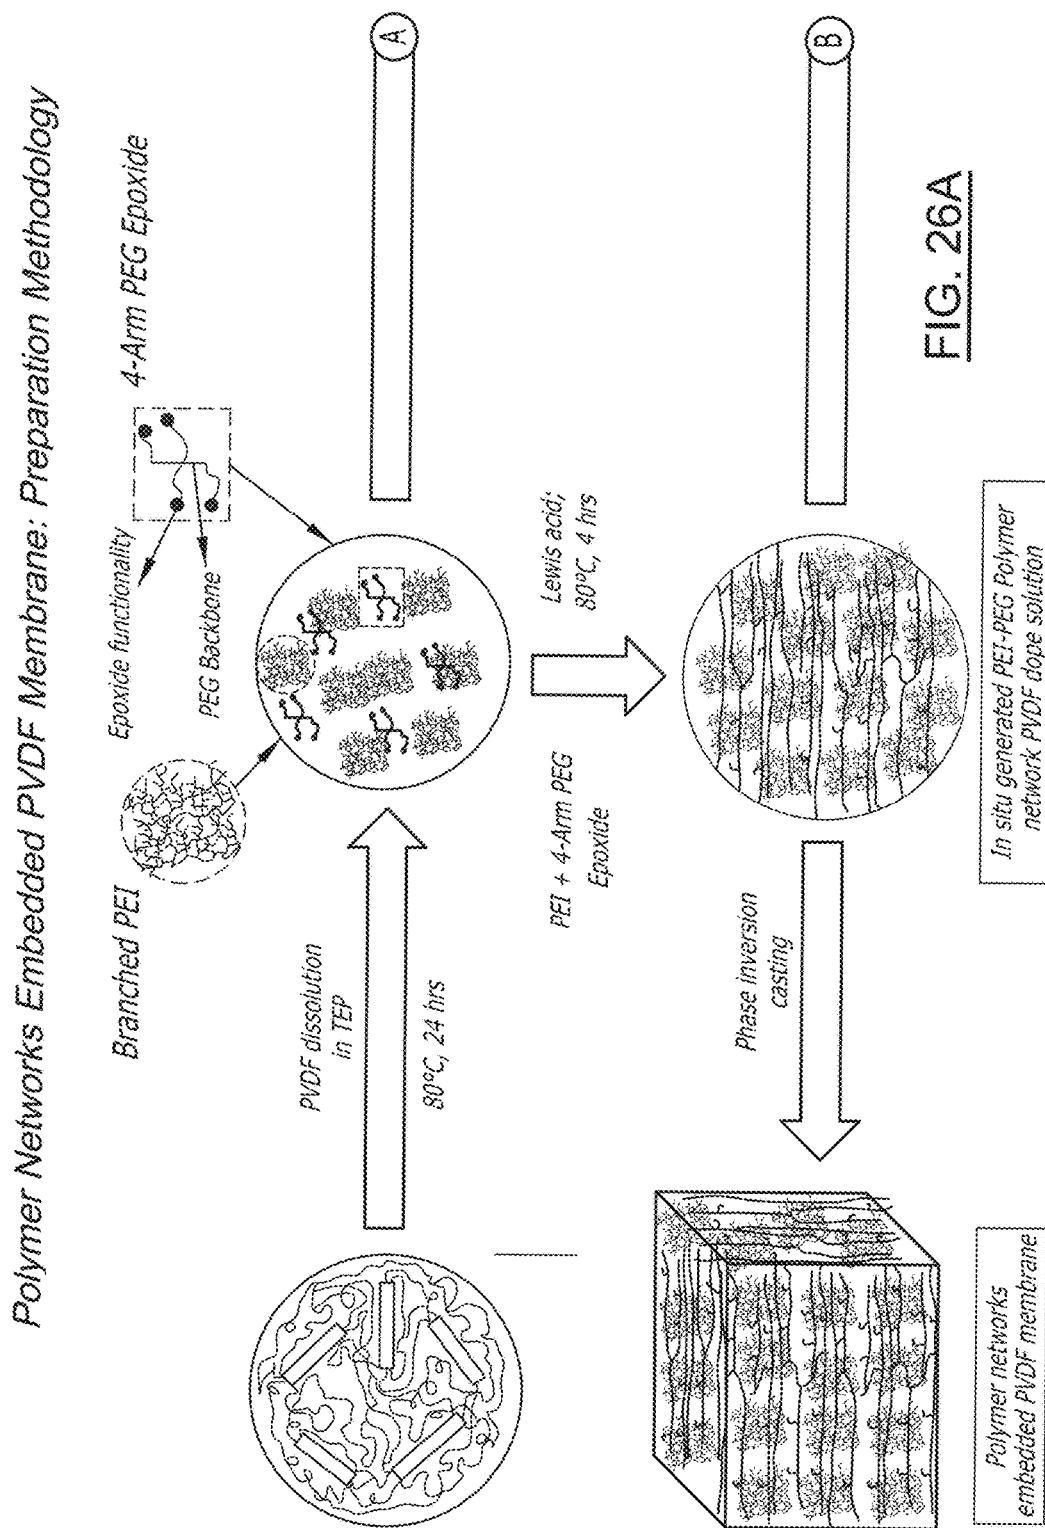 Polymer Networks Embedded PVDF Membrane: Preparation Methodology
Branched PEI
Epoxide functionality
PEG Backbone
4-Arm PEG Epoxide
PVDF dissolution
in TEP
80°C, 24 hrs
A
PEI + 4-Arm PEG
Epoxide
Lewis acid;
80°C, 4 hrs
Phase inversion
casting
B
Polymer networks
embedded PVDF membrane
In situ generated PEI-PEG Polymer
network PVDF dope solution
FIG. 26A